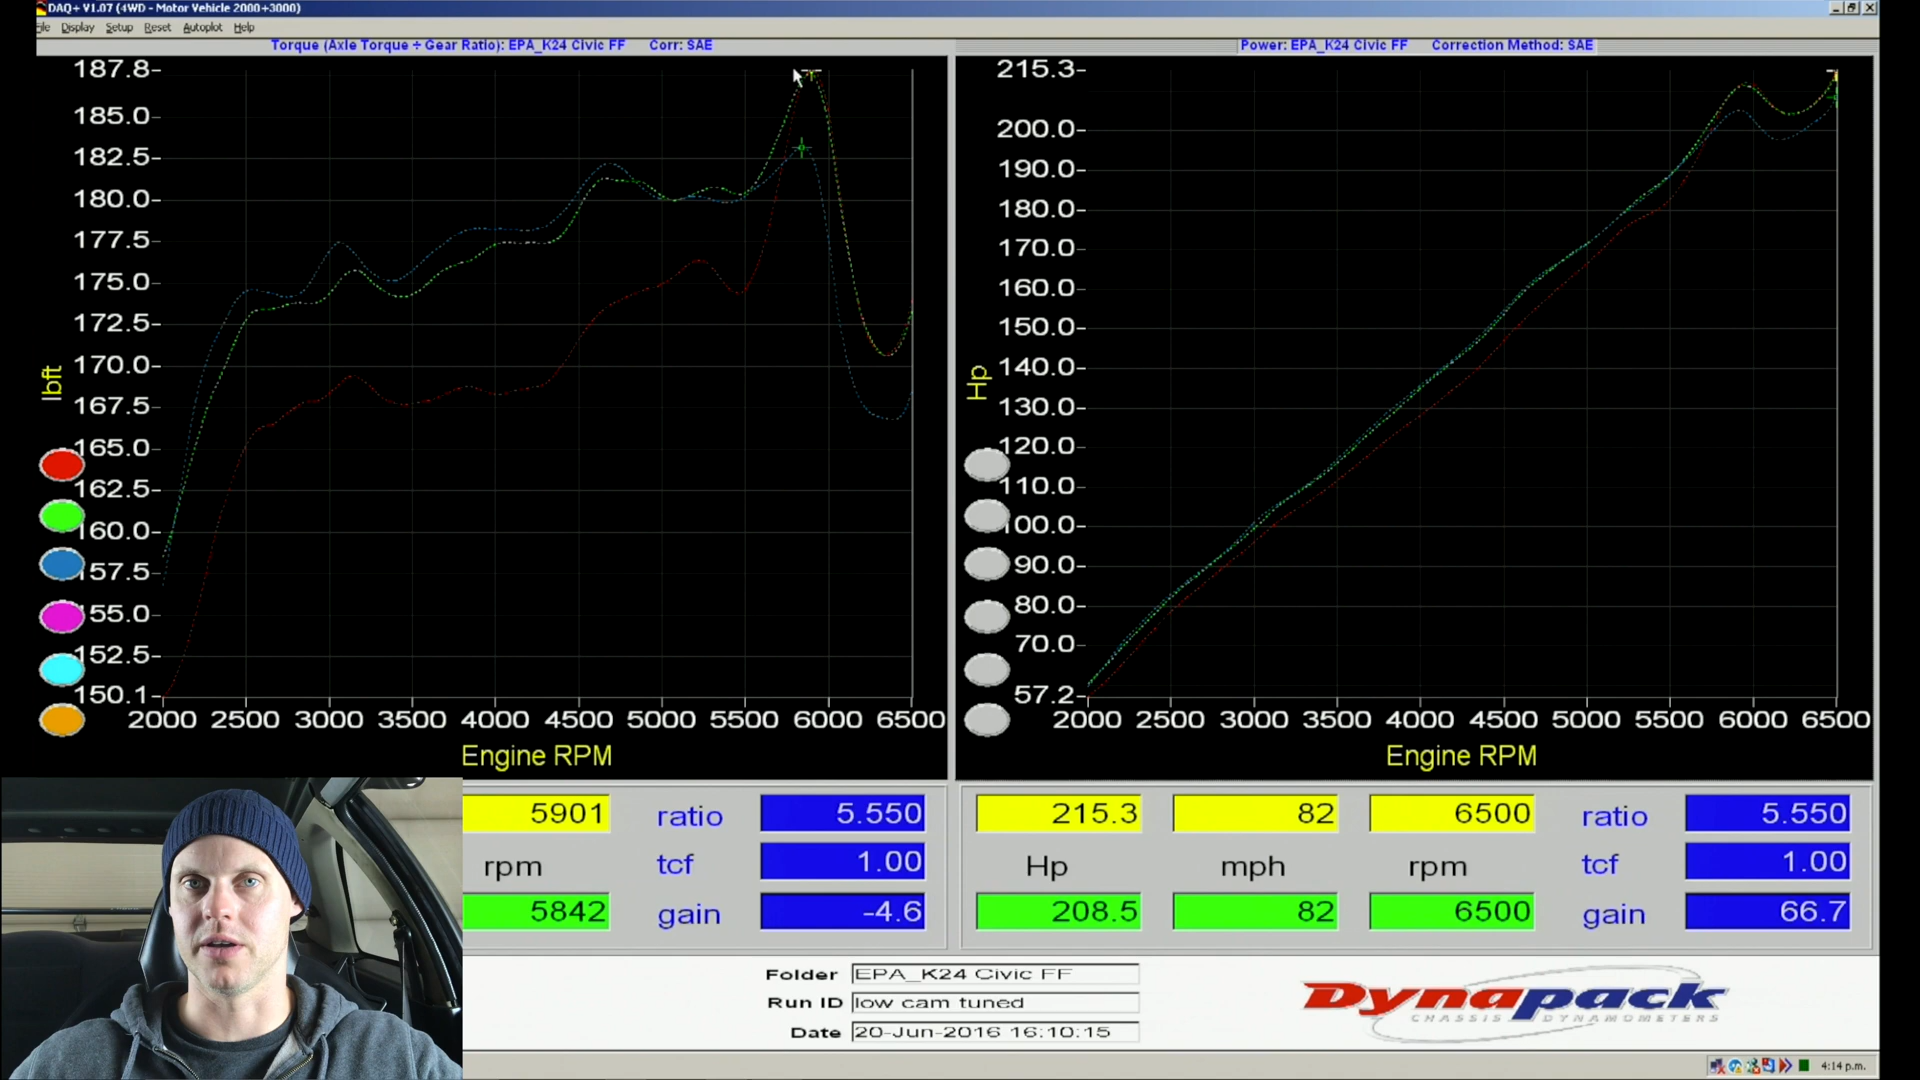 DAQ+ V1.07 (4WD - Motor Vehicle 2000+3000)
File Display Setup Reset Autoplot Help
Torque (Axle Torque ÷ Gear Ratio): EPA_K24 Civic FF Corr: SAE
187.8
185.0
182.5
180.0
177.5
175.0
172.5
170.0
lbft
167.5
165.0
162.5
160.0
157.5
155.0
152.5
150.1
2000 2500 3000 3500 4000 4500 5000 5500 6000 6500
Engine RPM
Power: EPA_K24 Civic FF Correction Method: SAE
215.3
200.0
190.0
180.0
170.0
160.0
150.0
140.0
Hp
130.0
120.0
110.0
100.0
90.0
80.0
70.0
57.2
2000 2500 3000 3500 4000 4500 5000 5500 6000 6500
Engine RPM
5901 ratio 5.550
rpm tcf 1.00
5842 gain -4.6
215.3 82 6500 ratio 5.550
Hp mph rpm tcf 1.00
208.5 82 6500 gain 66.7
Folder EPA_K24 Civic FF
Run ID low cam tuned
Date 20-Jun-2016 16:10:15
Dynapack
CHASSIS DYNAMOMETERS
4:14 p.m.